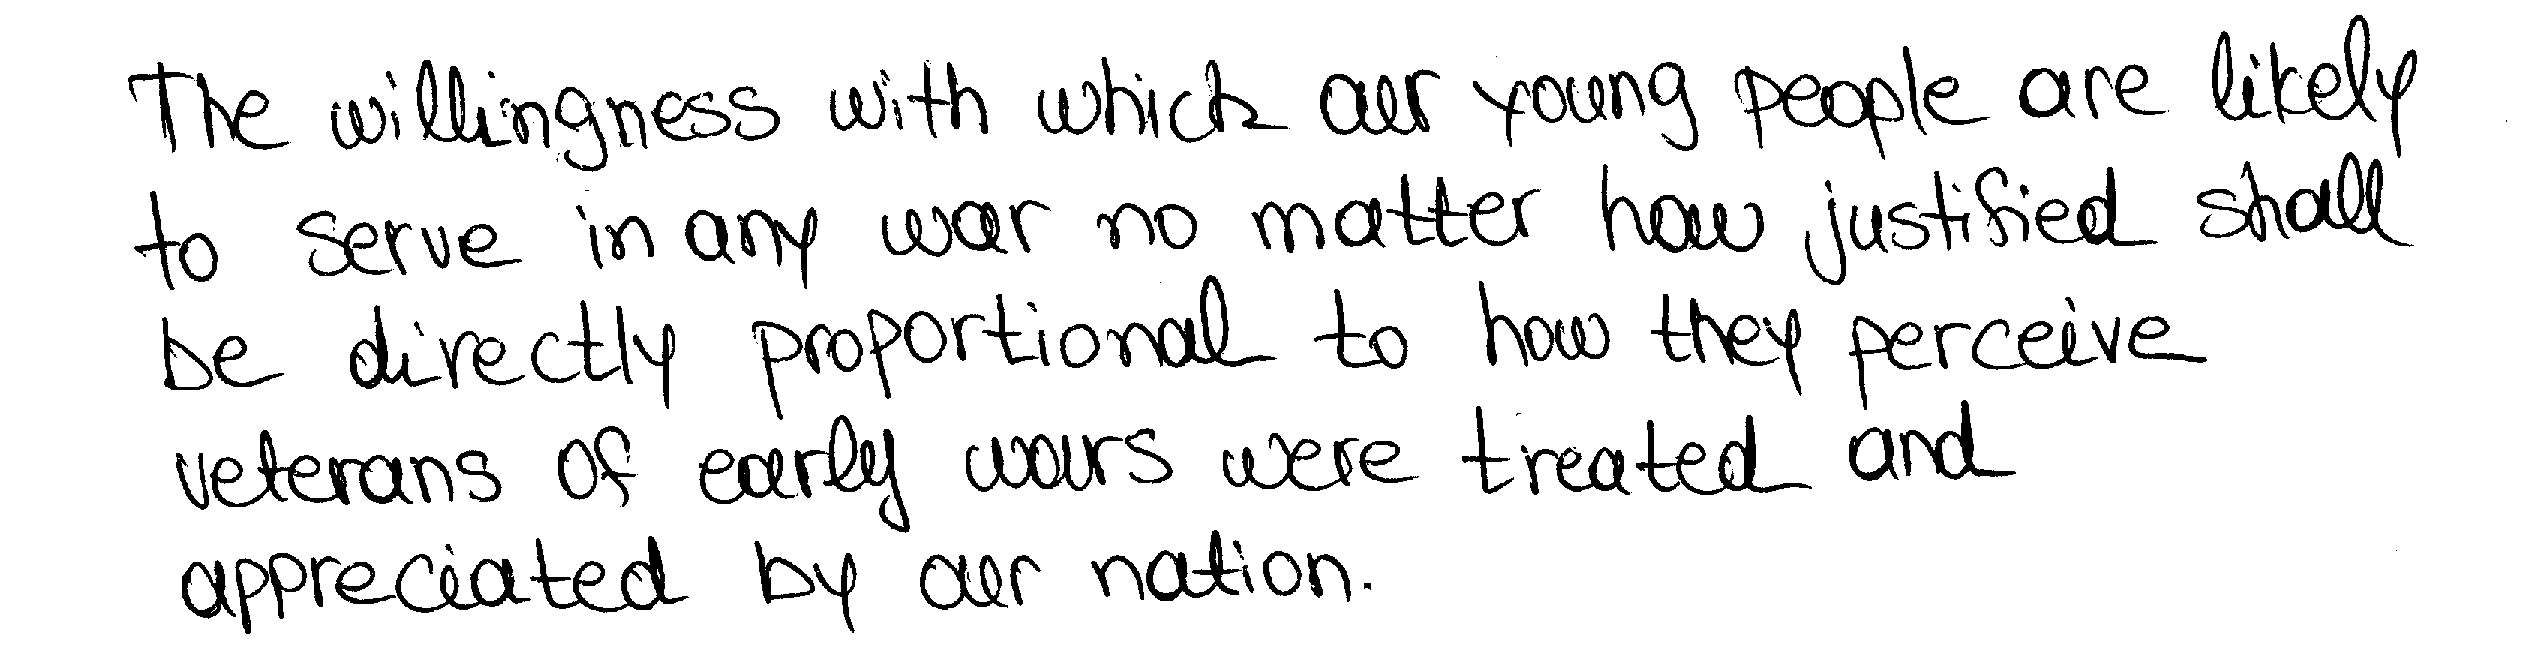 The willingness with which our young people are likely
to serve in any war no matter how justified shall
be directly proportional to how they perceive
veterans of early wars were treated and
appreciated by our nation.